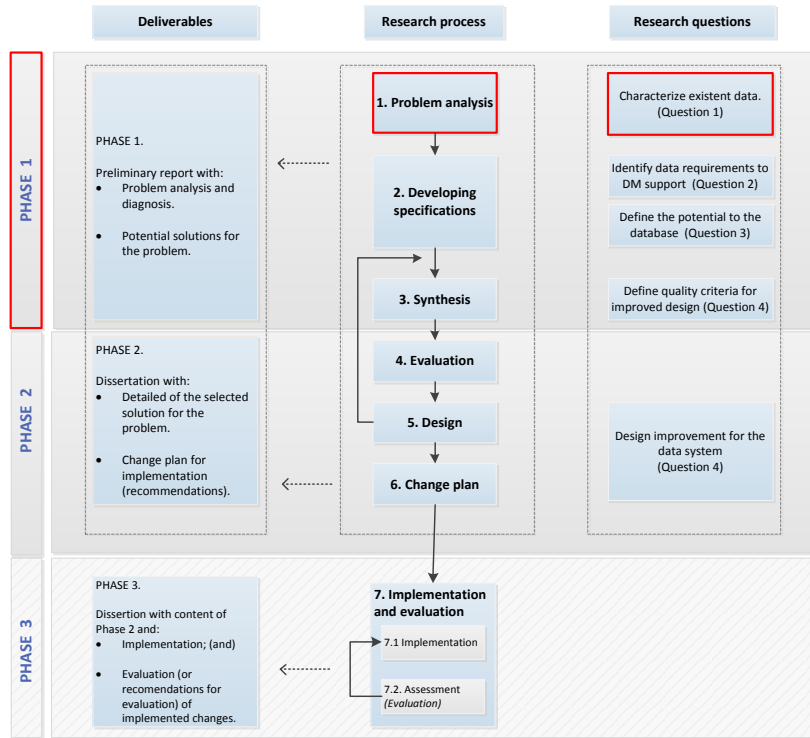 Deliverables
Research process
Research questions
PHASE 1
PHASE 1.
Preliminary report with:
• Problem analysis and
diagnosis.
• Potential solutions for
the problem.
1. Problem analysis
2. Developing
specifications
3. Synthesis
Characterize existent data.
(Question 1)
Identify data requirements to
DM support (Question 2)
Define the potential to the
database (Question 3)
Define quality criteria for
improved design (Question 4)
PHASE 2
PHASE 2.
Dissertation with:
• Detailed of the selected
solution for the
problem.
• Change plan for
implementation
(recommendations).
4. Evaluation
5. Design
6. Change plan
Design improvement for the
data system
(Question 4)
PHASE 3
PHASE 3.
Dissertion with content of
Phase 2 and:
• Implementation; (and)
• Evaluation (or
recomendations for
evaluation) of
implemented changes.
7. Implementation
and evaluation
7.1 Implementation
7.2. Assessment
(Evaluation)